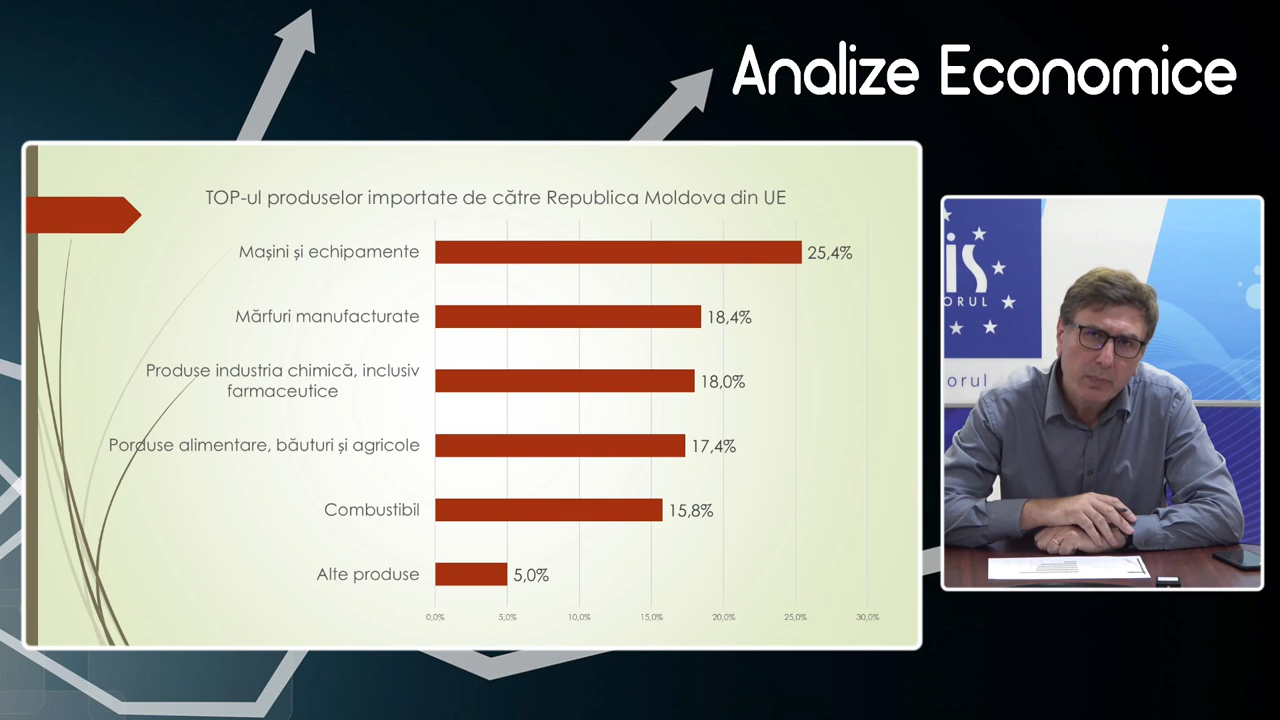 Analize Economice
TOP-ul produselor importate de către Republica Moldova din UE
Mașini și echipamente
25,4%
Mărfuri manufacturate
18,4%
Produse industria chimică, inclusiv
farmaceutice
18,0%
Porduse alimentare, băuturi și agricole
17,4%
Combustibil
15,8%
Alte produse
5,0%
0,0% 5,0% 10,0% 15,0% 20,0% 25,0% 30,0%
ORUL
orul